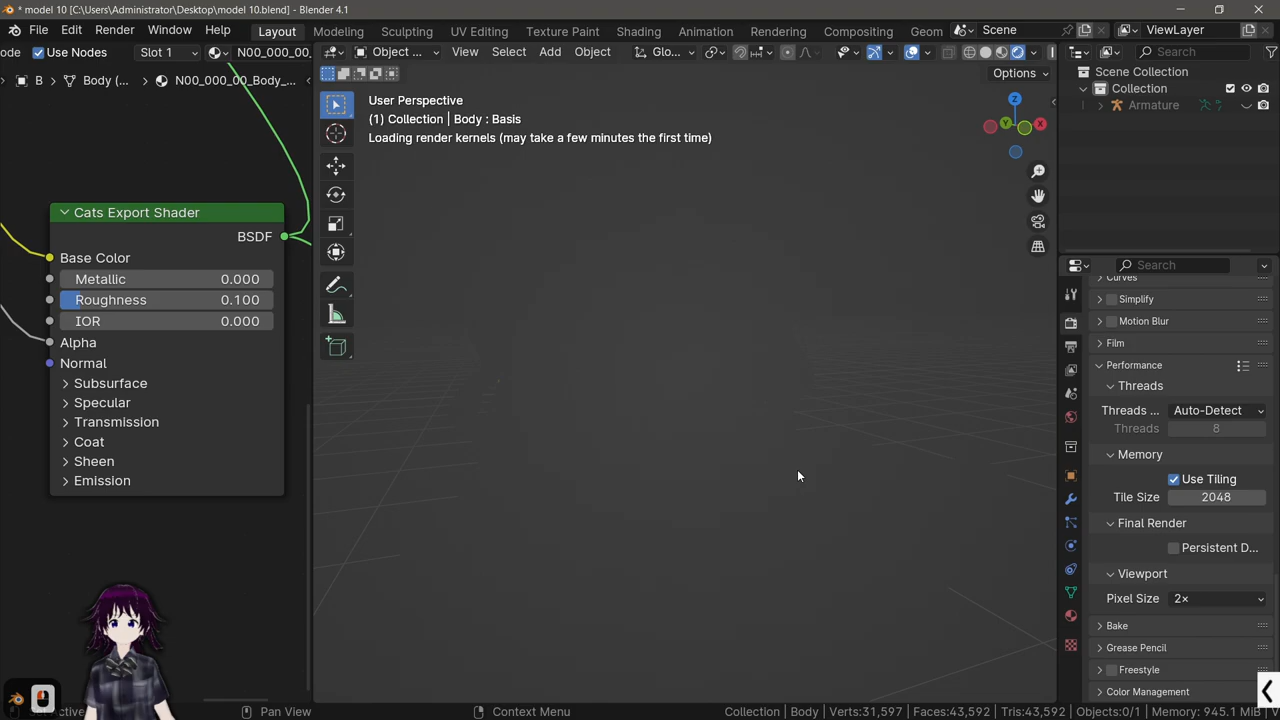 * model 10 [C:\Users\Administrator\Desktop\model 10.blend] - Blender 4.1
File Edit Render Window Help Layout Modeling Sculpting UV Editing Texture Paint Shading Animation Rendering Compositing Geom Scene ViewLayer
ode Use Nodes Slot 1 N00_000_00. Object ... View Select Add Object Glo... Search
B Body (... N00_000_00_Body_... Options
Scene Collection
Collection
Armature
User Perspective
(1) Collection | Body : Basis
Loading render kernels (may take a few minutes the first time)
Z
Y
X
Cats Export Shader
BSDF
Base Color
Metallic 0.000
Roughness 0.100
IOR 0.000
Alpha
Normal
Subsurface
Specular
Transmission
Coat
Sheen
Emission
Search
Curves
Simplify
Motion Blur
Film
Performance
Threads
Threads ... Auto-Detect
Threads 8
Memory
Use Tiling
Tile Size 2048
Final Render
Persistent D...
Viewport
Pixel Size 2×
Bake
Grease Pencil
Freestyle
Color Management
Pan View Context Menu Collection | Body | Verts:31,597 | Faces:43,592 | Tris:43,592 | Objects:0/1 | Memory: 945.1 MiB | V